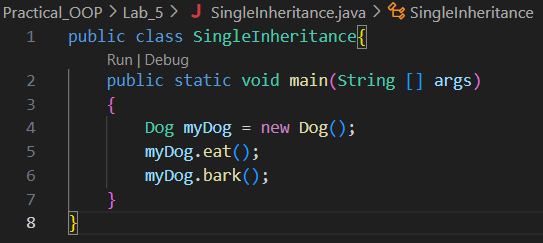 Practical_OOP > Lab_5 > J SingleInheritance.java > SingleInheritance
1 public class SingleInheritance{
Run | Debug
2 public static void main(String [] args)
3 {
4 Dog myDog = new Dog();
5 myDog.eat();
6 myDog.bark();
7 }
8 }